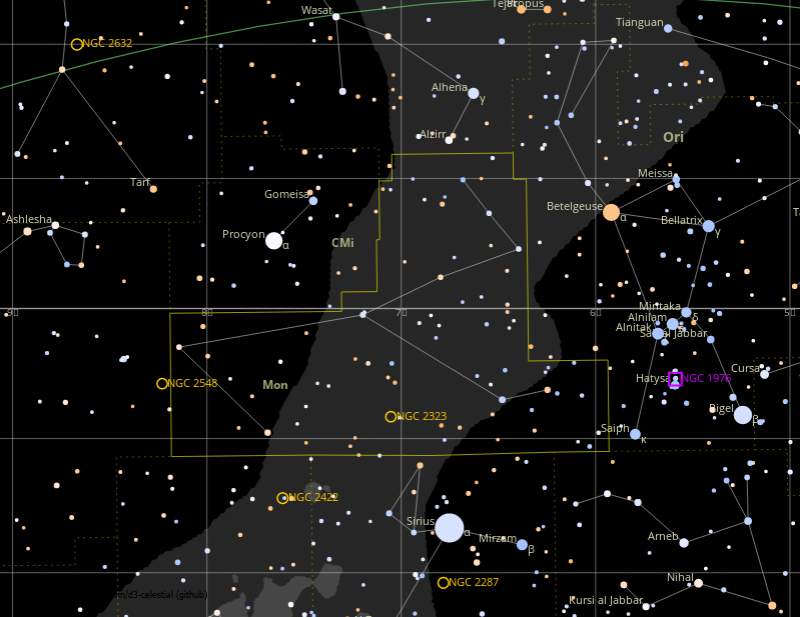 Wasat
Propus
Tianguan
NGC 2632
Alhena
γ
Alzirr
Ori
Meissa
Tarf
Gomeisa
Betelgeuse
α
Bellatrix
γ
Ashlesha
Procyon
α
CMi
Mintaka
δ
Alnilam
Alnitak
Saif al Jabbar
Mon
NGC 2548
Hatysa
NGC 1976
Cursa
NGC 2323
Rigel
β
Saiph
κ
NGC 2422
Sirius
α
Mirzam
β
Arneb
NGC 2287
Nihal
n/d3-celestial (github)
Kursi al Jabbar